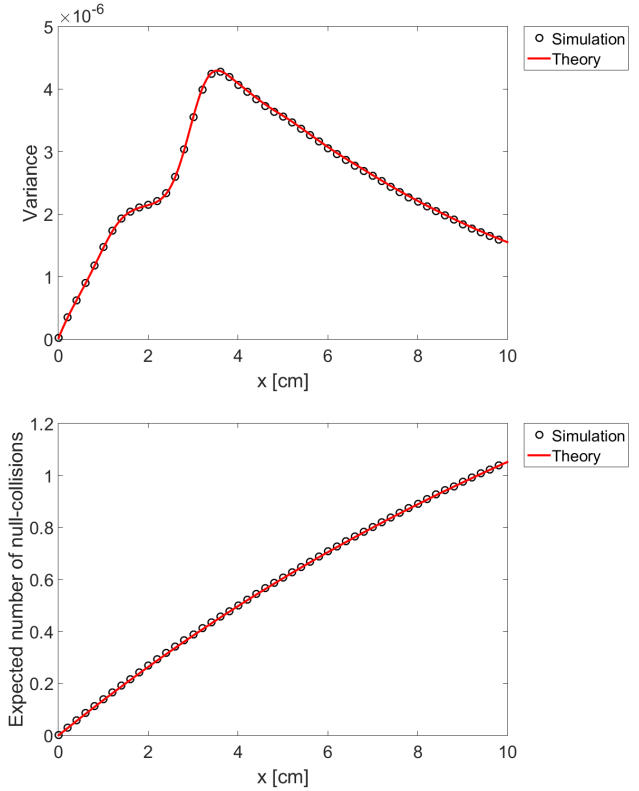 ×10⁻⁶
5
4
3
2
1
0
Variance
0 2 4 6 8 10
x [cm]
Simulation
Theory
1.2
1
0.8
0.6
0.4
0.2
0
Expected number of null-collisions
0 2 4 6 8 10
x [cm]
Simulation
Theory